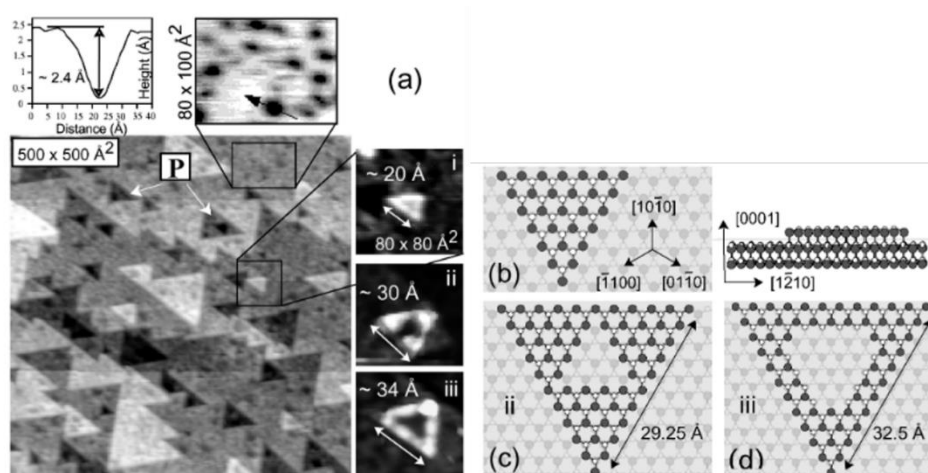 2.5
2
1.5
1
0.5
0
~ 2.4 Å
Height (Å)
0 5 10 15 20 25 30 35 40
Distance (Å)
80 x 100 Å²
(a)
500 x 500 Å²
P
i
~ 20 Å
80 x 80 Å²
ii
~ 30 Å
iii
~ 34 Å
(b)
[101̄0]
[1̄100]
[011̄0]
[0001]
[12̄10]
ii
29.25 Å
(c)
iii
32.5 Å
(d)